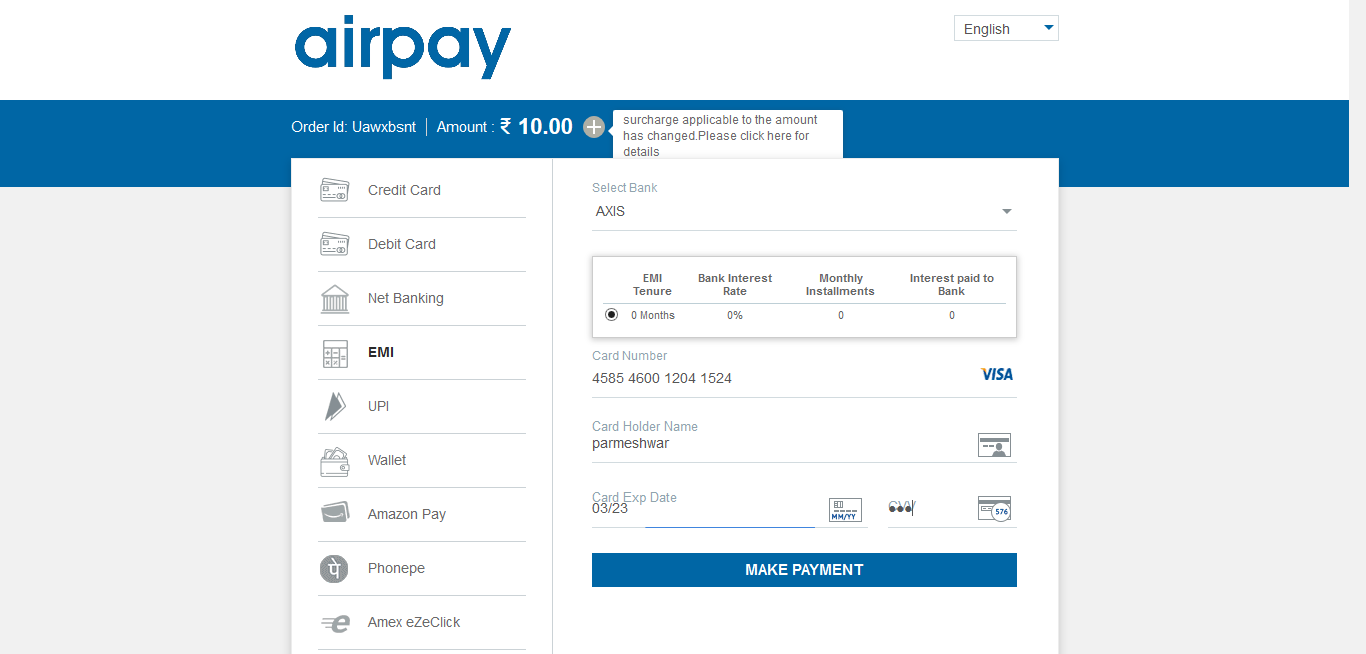 airpay
English
Order Id: Uawxbsnt | Amount : ₹ 10.00
surcharge applicable to the amount
has changed.Please click here for
details
Credit Card
Debit Card
Net Banking
EMI
UPI
Wallet
Amazon Pay
Phonepe
Amex eZeClick
Select Bank
AXIS
EMI Tenure Bank Interest Rate Monthly Installments Interest paid to Bank
0 Months 0% 0 0
Card Number
4585 4600 1204 1524
VISA
Card Holder Name
parmeshwar
Card Exp Date
03/23
MM/YY
CVV
•••
576
MAKE PAYMENT